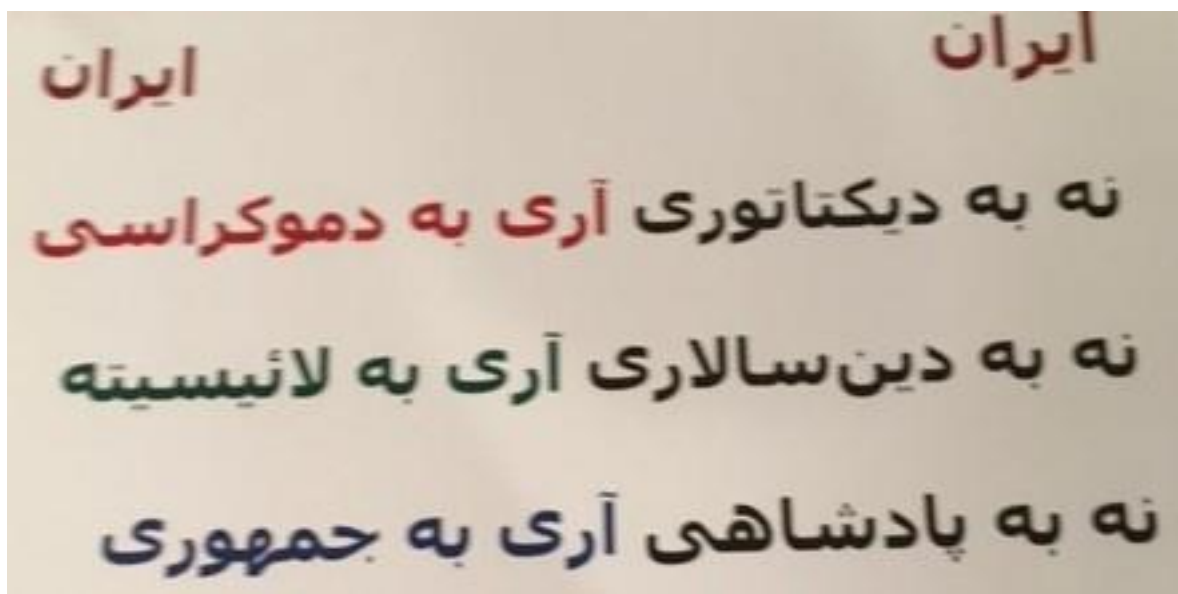 ایران ایران
نه به دیکتاتوری آری به دموکراسی
نه به دین‌سالاری آری به لائیسیته
نه به پادشاهی آری به جمهوری